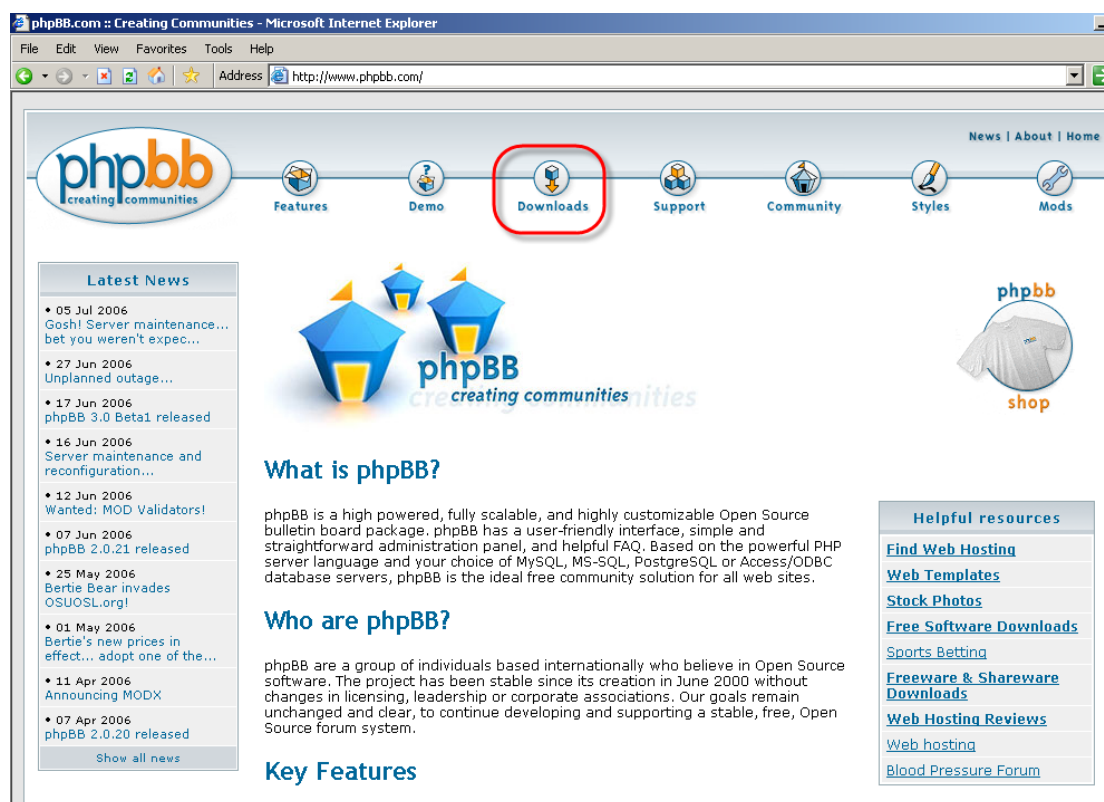 phpBB.com :: Creating Communities - Microsoft Internet Explorer
File Edit View Favorites Tools Help
Address http://www.phpbb.com/
News | About | Home
phpbb
creating communities
Features Demo Downloads Support Community Styles Mods
Latest News
• 05 Jul 2006
Gosh! Server maintenance...
bet you weren't expec...
• 27 Jun 2006
Unplanned outage...
• 17 Jun 2006
phpBB 3.0 Beta1 released
• 16 Jun 2006
Server maintenance and
reconfiguration...
• 12 Jun 2006
Wanted: MOD Validators!
• 07 Jun 2006
phpBB 2.0.21 released
• 25 May 2006
Bertie Bear invades
OSUOSL.org!
• 01 May 2006
Bertie's new prices in
effect... adopt one of the...
• 11 Apr 2006
Announcing MODX
• 07 Apr 2006
phpBB 2.0.20 released
Show all news
phpBB
creating communities
phpbb
shop
What is phpBB?
phpBB is a high powered, fully scalable, and highly customizable Open Source
bulletin board package. phpBB has a user-friendly interface, simple and
straightforward administration panel, and helpful FAQ. Based on the powerful PHP
server language and your choice of MySQL, MS-SQL, PostgreSQL or Access/ODBC
database servers, phpBB is the ideal free community solution for all web sites.
Who are phpBB?
phpBB are a group of individuals based internationally who believe in Open Source
software. The project has been stable since its creation in June 2000 without
changes in licensing, leadership or corporate associations. Our goals remain
unchanged and clear, to continue developing and supporting a stable, free, Open
Source forum system.
Key Features
Helpful resources
Find Web Hosting
Web Templates
Stock Photos
Free Software Downloads
Sports Betting
Freeware & Shareware
Downloads
Web Hosting Reviews
Web hosting
Blood Pressure Forum